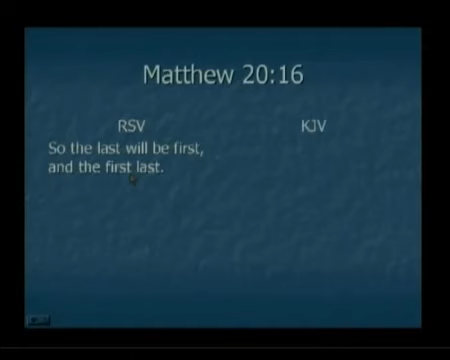 Matthew 20:16
RSV
KJV
So the last will be first,
and the first last.